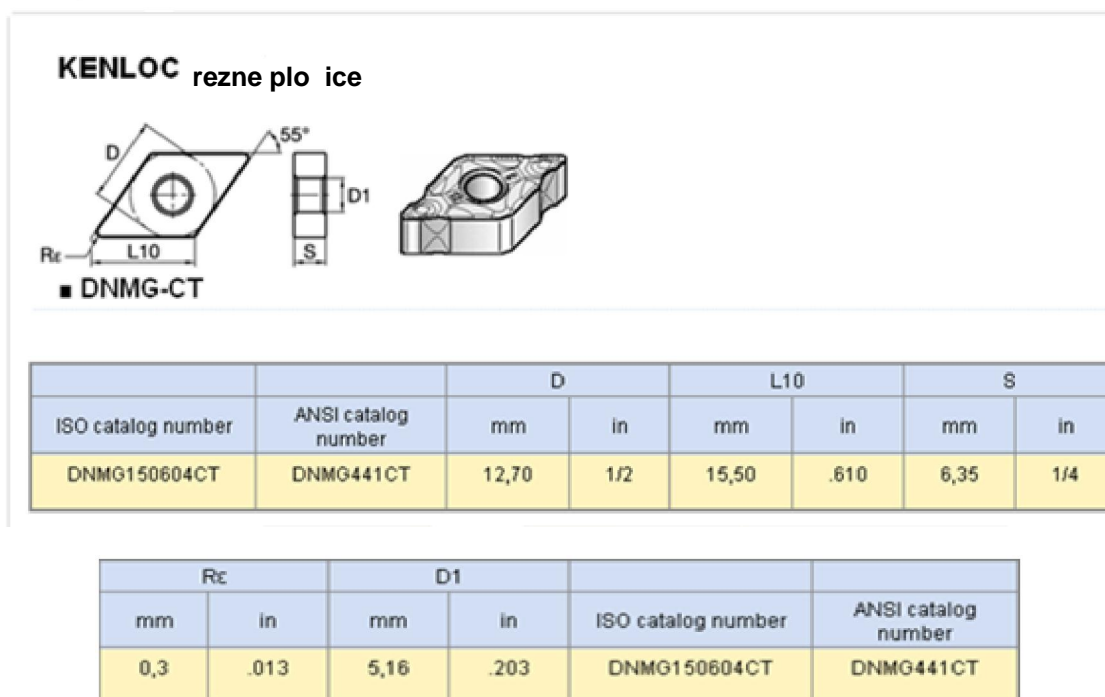 KENLOC rezne plo ice
D
55°
D1
Rε
L10
S
■ DNMG-CT
D L10 S
ISO catalog number ANSI catalog number mm in mm in mm in
DNMG150604CT DNMG441CT 12,70 1/2 15,50 .610 6,35 1/4
Rε D1
mm in mm in ISO catalog number ANSI catalog number
0,3 .013 5,16 .203 DNMG150604CT DNMG441CT